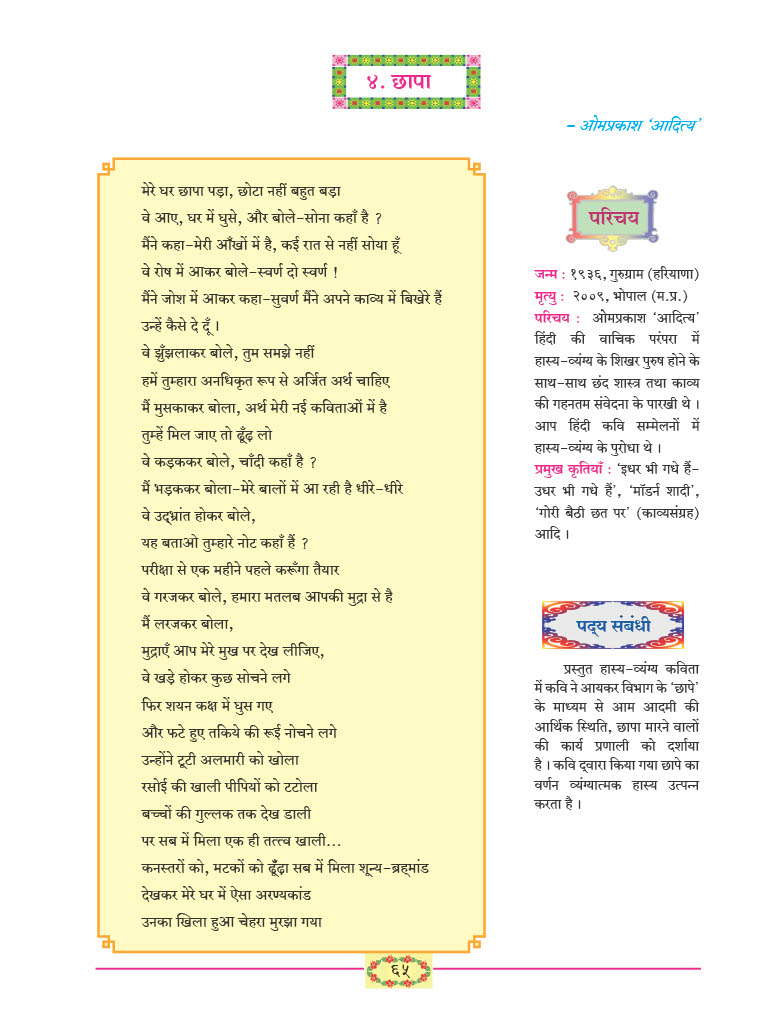 ४. छापा
– ओमप्रकाश ‘आदित्य’
मेरे घर छापा पड़ा, छोटा नहीं बहुत बड़ा
वे आए, घर में घुसे, और बोले-सोना कहाँ है ?
मैंने कहा-मेरी आँखों में है, कई रात से नहीं सोया हूँ
वे रोष में आकर बोले-स्वर्ण दो स्वर्ण !
मैंने जोश में आकर कहा-सुवर्ण मैंने अपने काव्य में बिखेरे हैं
उन्हें कैसे दे दूँ ।
वे झुँझलाकर बोले, तुम समझे नहीं
हमें तुम्हारा अनधिकृत रूप से अर्जित अर्थ चाहिए
मैं मुसकाकर बोला, अर्थ मेरी नई कविताओं में है
तुम्हें मिल जाए तो ढूँढ़ लो
वे कड़ककर बोले, चाँदी कहाँ है ?
मैं भड़ककर बोला-मेरे बालों में आ रही है धीरे-धीरे
वे उद्भ्रांत होकर बोले,
यह बताओ तुम्हारे नोट कहाँ हैं ?
परीक्षा से एक महीने पहले करूँगा तैयार
वे गरजकर बोले, हमारा मतलब आपकी मुद्रा से है
मैं लरजकर बोला,
मुद्राएँ आप मेरे मुख पर देख लीजिए,
वे खड़े होकर कुछ सोचने लगे
फिर शयन कक्ष में घुस गए
और फटे हुए तकिये की रूई नोचने लगे
उन्होंने टूटी अलमारी को खोला
रसोई की खाली पीपियों को टटोला
बच्चों की गुल्लक तक देख डाली
पर सब में मिला एक ही तत्त्व खाली...
कनस्तरों को, मटकों को ढूँढ़ा सब में मिला शून्य-ब्रह्मांड
देखकर मेरे घर में ऐसा अरण्यकांड
उनका खिला हुआ चेहरा मुरझा गया
परिचय
जन्म : १९३६, गुरुग्राम (हरियाणा)
मृत्यु : २००९, भोपाल (म.प्र.)
परिचय : ओमप्रकाश ‘आदित्य’
हिंदी की वाचिक परंपरा में
हास्य-व्यंग्य के शिखर पुरुष होने के
साथ-साथ छंद शास्त्र तथा काव्य
की गहनतम संवेदना के पारखी थे ।
आप हिंदी कवि सम्मेलनों में
हास्य-व्यंग्य के पुरोधा थे ।
प्रमुख कृतियाँ : ‘इधर भी गधे हैं-
उधर भी गधे हैं’, ‘मॉडर्न शादी’,
‘गोरी बैठी छत पर’ (काव्यसंग्रह)
आदि ।
पद्य संबंधी
प्रस्तुत हास्य-व्यंग्य कविता
में कवि ने आयकर विभाग के ‘छापे’
के माध्यम से आम आदमी की
आर्थिक स्थिति, छापा मारने वालों
की कार्य प्रणाली को दर्शाया
है । कवि द्वारा किया गया छापे का
वर्णन व्यंग्यात्मक हास्य उत्पन्न
करता है ।
६५